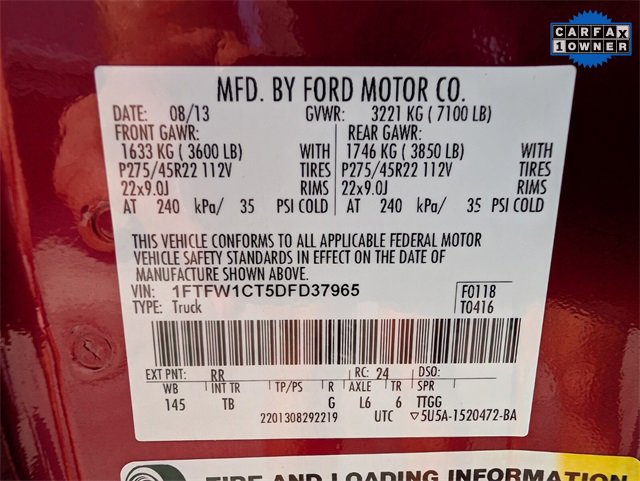 CARFAX
1 OWNER
MFD. BY FORD MOTOR CO.
DATE: 08/13 GVWR: 3221 KG ( 7100 LB)
FRONT GAWR: REAR GAWR:
1633 KG ( 3600 LB) WITH 1746 KG ( 3850 LB) WITH
P275/45R22 112V TIRES P275/45R22 112V TIRES
22x9.0J RIMS 22x9.0J RIMS
AT 240 kPa/ 35 PSI COLD AT 240 kPa/ 35 PSI COLD
THIS VEHICLE CONFORMS TO ALL APPLICABLE FEDERAL MOTOR
VEHICLE SAFETY STANDARDS IN EFFECT ON THE DATE OF
MANUFACTURE SHOWN ABOVE.
VIN: 1FTFW1CT5DFD37965 F0118
TYPE: Truck T0416
EXT PNT: RR RC: 24 DSO:
WB INT TR TP/PS R AXLE TR SPR
145 TB G L6 6 TTGG
2201308292219 UTC ▽5U5A-1520472-BA
TIRE AND LOADING INFORMATION